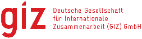 giz
Deutsche Gesellschaft
für Internationale
Zusammenarbeit (GIZ) GmbH